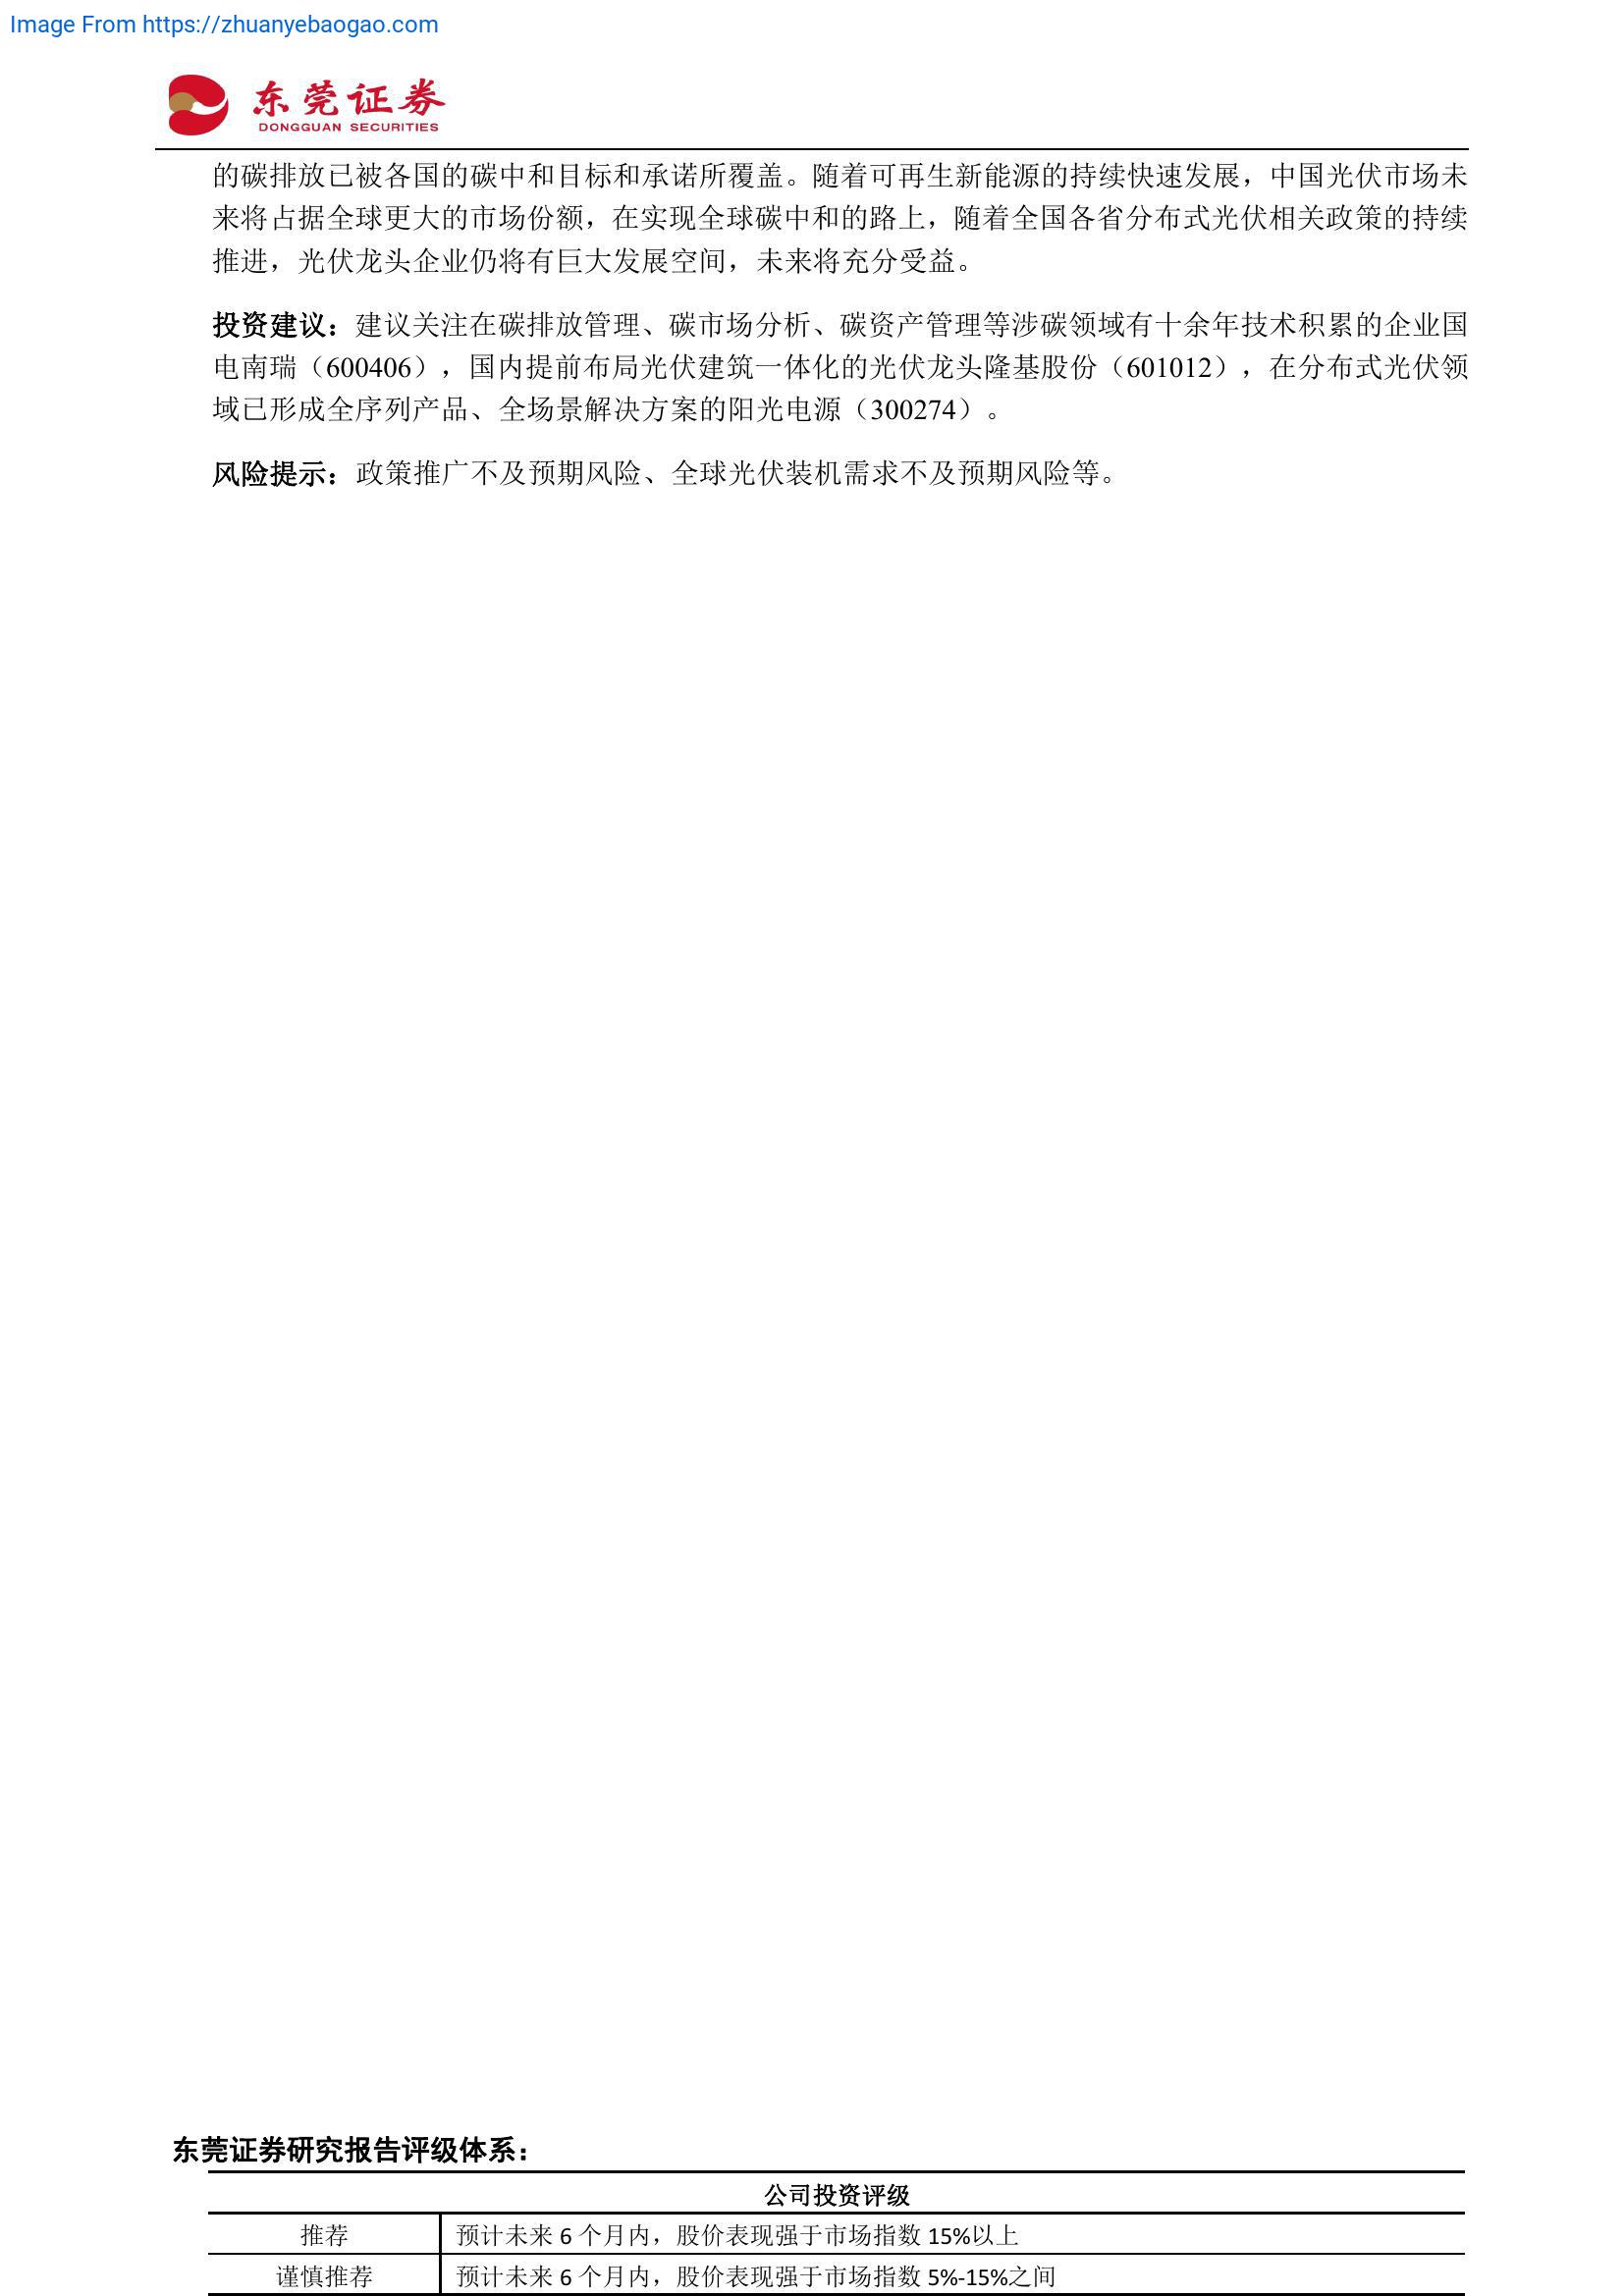 Image From https://zhuanyebaogao.com
东莞证券
DONGGUAN SECURITIES
的碳排放已被各国的碳中和目标和承诺所覆盖。随着可再生新能源的持续快速发展，中国光伏市场未
来将占据全球更大的市场份额，在实现全球碳中和的路上，随着全国各省分布式光伏相关政策的持续
推进，光伏龙头企业仍将有巨大发展空间，未来将充分受益。
投资建议：建议关注在碳排放管理、碳市场分析、碳资产管理等涉碳领域有十余年技术积累的企业国
电南瑞（600406），国内提前布局光伏建筑一体化的光伏龙头隆基股份（601012），在分布式光伏领
域已形成全序列产品、全场景解决方案的阳光电源（300274）。
风险提示：政策推广不及预期风险、全球光伏装机需求不及预期风险等。
东莞证券研究报告评级体系：
公司投资评级
推荐 预计未来 6 个月内，股价表现强于市场指数 15%以上
谨慎推荐 预计未来 6 个月内，股价表现强于市场指数 5%-15%之间